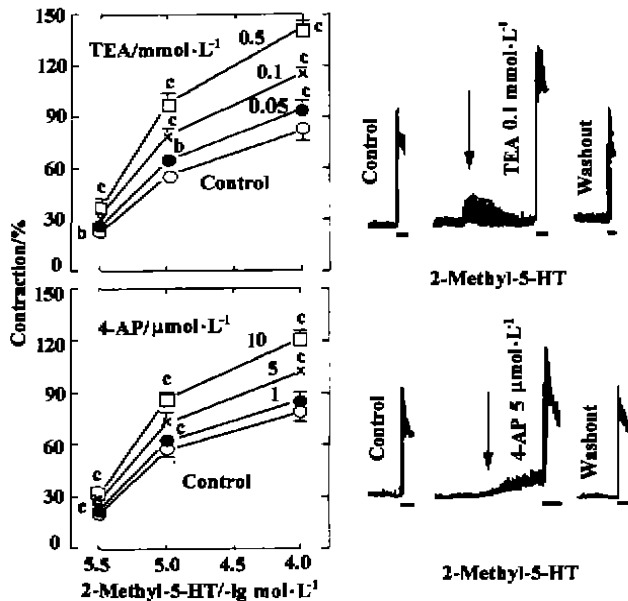 150
TEA/mmol·L⁻¹
0.5
c
120
0.1
c
c
90
c
0.05
c
60
b
Control
30
c
b
0
Contraction/%
150
4-AP/μmol·L⁻¹
10
c
120
5
c
c
90
1
c
60
Control
30
c
c
0
5.5
5.0
4.0
2-Methyl-5-HT/-lg mol·L⁻¹
Control
TEA 0.1 mmol·L⁻¹
Washout
2-Methyl-5-HT
Control
4-AP 5 μmol·L⁻¹
Washout
2-Methyl-5-HT